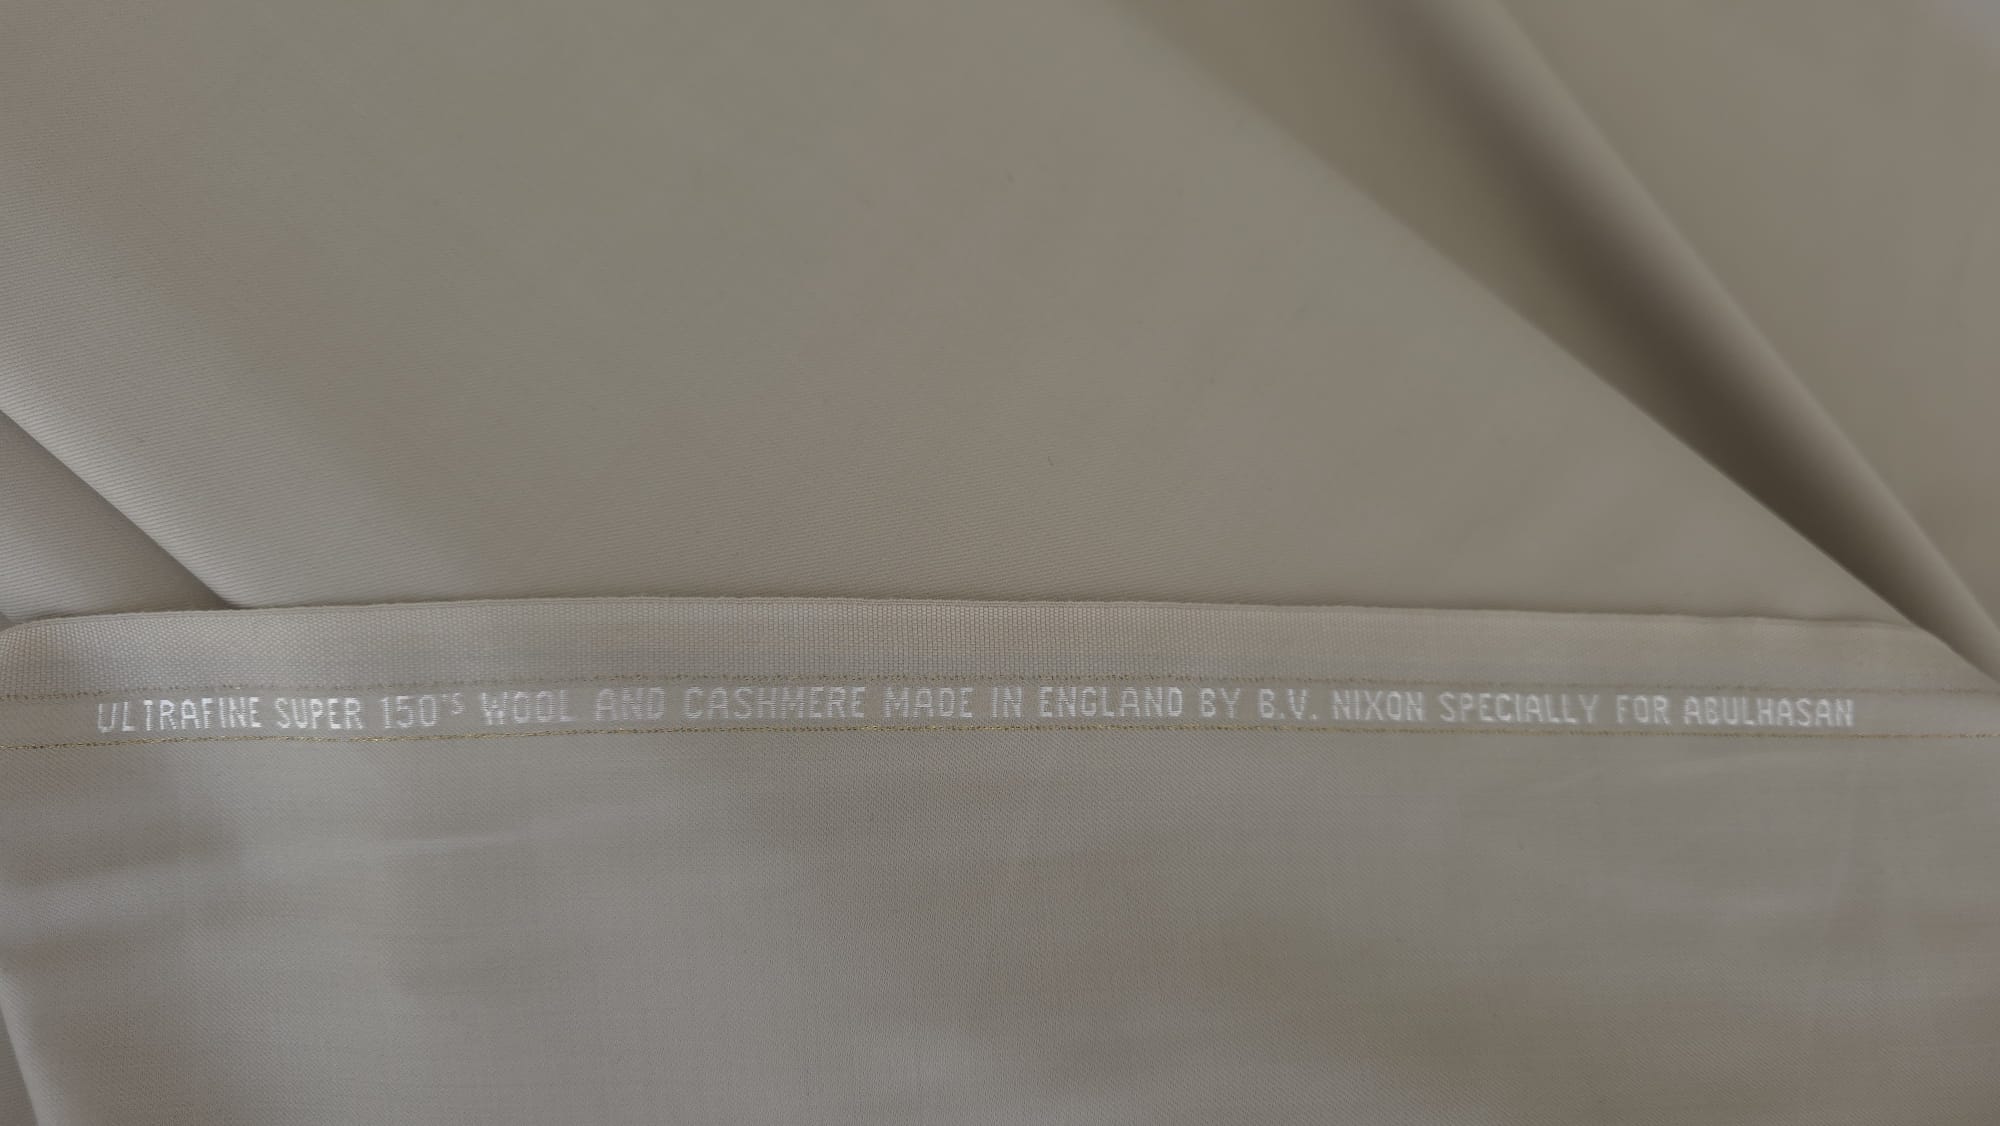 ULTRAFINE SUPER 150'S WOOL AND CASHMERE MADE IN ENGLAND BY B.V. NIXON SPECIALLY FOR ABULHASAN